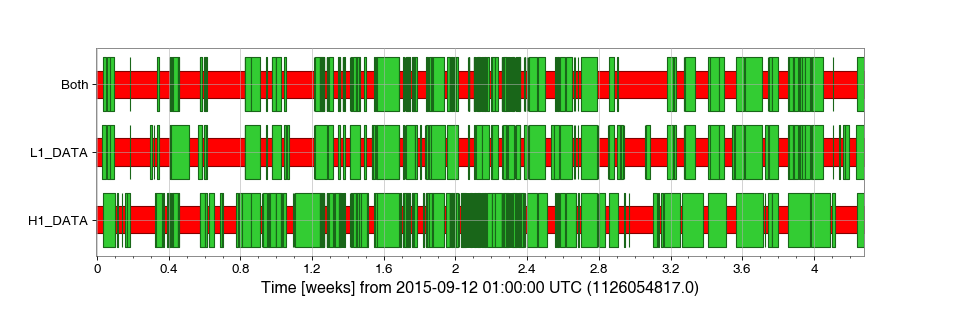 Both
L1_DATA
H1_DATA
0 0.4 0.8 1.2 1.6 2 2.4 2.8 3.2 3.6 4
Time [weeks] from 2015-09-12 01:00:00 UTC (1126054817.0)